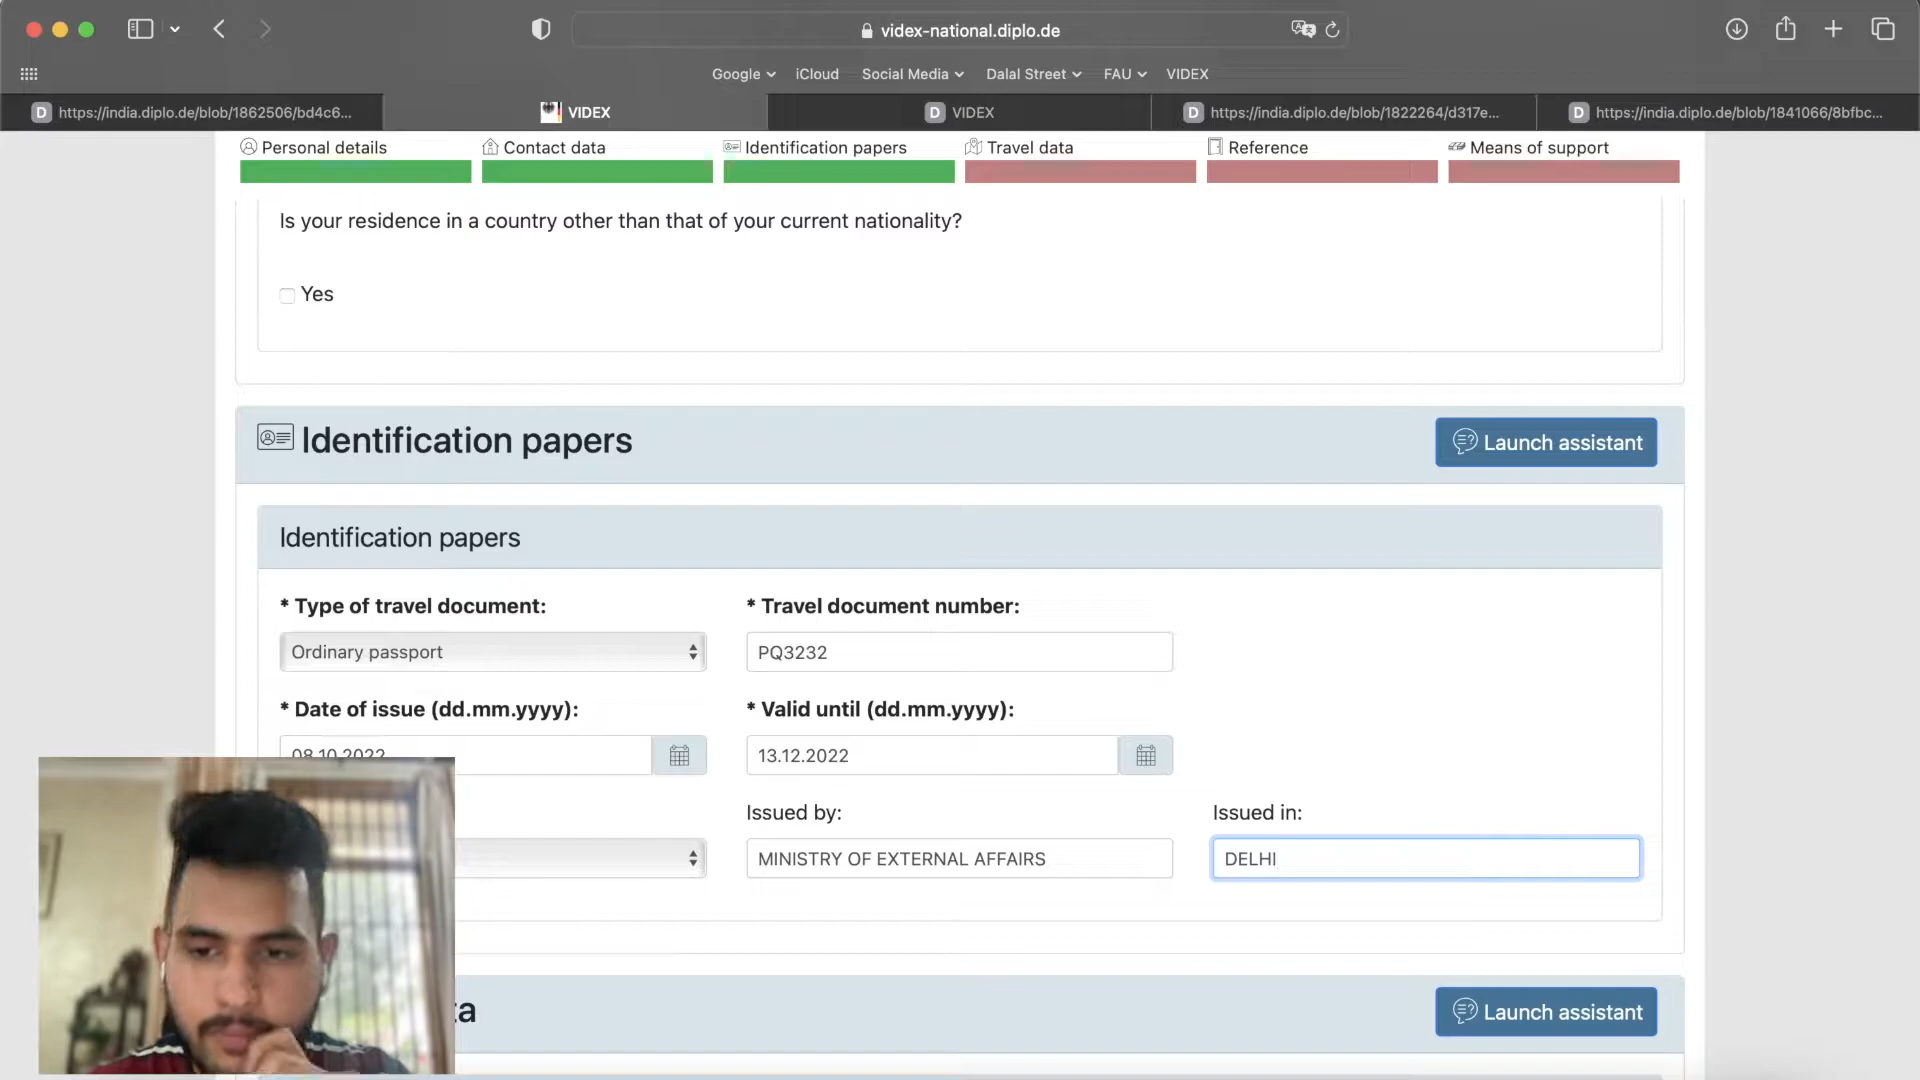 videx-national.diplo.de
Google
iCloud
Social Media
Dalal Street
FAU
VIDEX
D https://india.diplo.de/blob/1862506/bd4c6...
VIDEX
D VIDEX
D https://india.diplo.de/blob/1822264/d317e...
D https://india.diplo.de/blob/1841066/8bfbc...
Personal details
Contact data
Identification papers
Travel data
Reference
Means of support
Is your residence in a country other than that of your current nationality?
Yes
Identification papers
Launch assistant
Identification papers
* Type of travel document:
* Travel document number:
Ordinary passport
PQ3232
* Date of issue (dd.mm.yyyy):
* Valid until (dd.mm.yyyy):
08.10.2022
13.12.2022
Issued by:
Issued in:
MINISTRY OF EXTERNAL AFFAIRS
DELHI
ta
Launch assistant